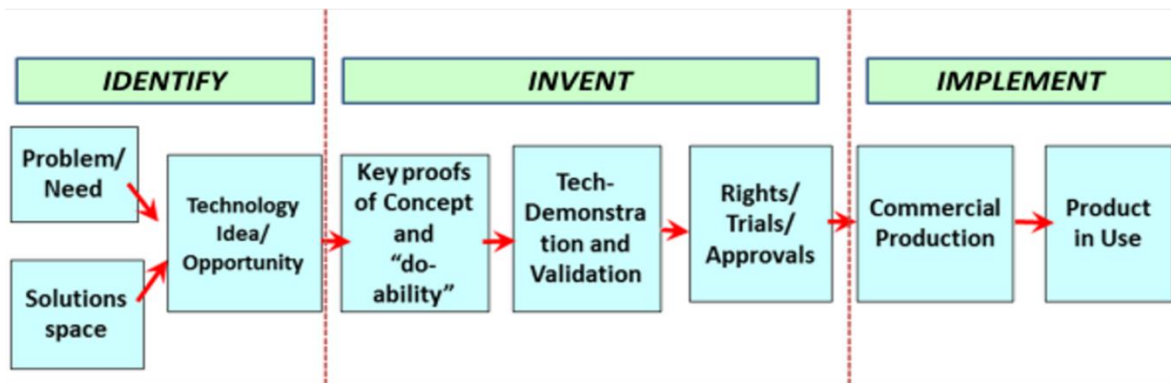 IDENTIFY
INVENT
IMPLEMENT
Problem/
Need
Solutions
space
Technology
Idea/
Opportunity
Key proofs
of Concept
and
“do-
ability”
Tech-
Demonstra
tion and
Validation
Rights/
Trials/
Approvals
Commercial
Production
Product
in Use